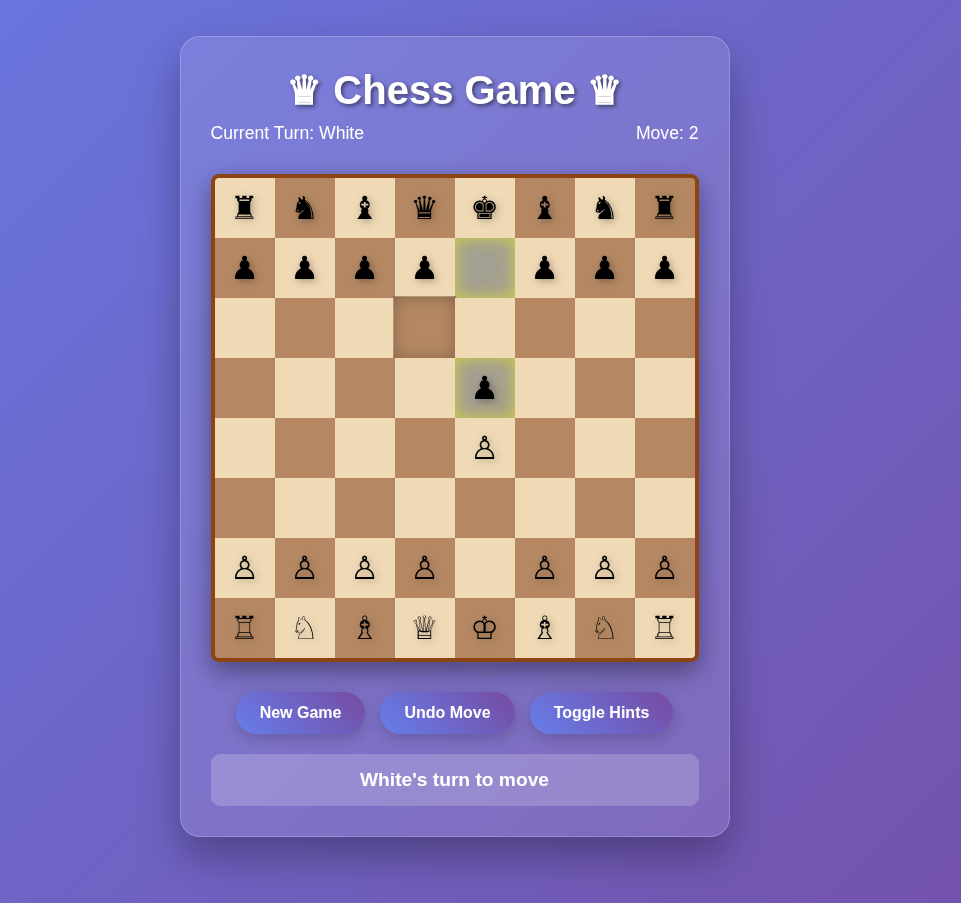 ♛ Chess Game ♛
Current Turn: White
Move: 2
New Game
Undo Move
Toggle Hints
White's turn to move